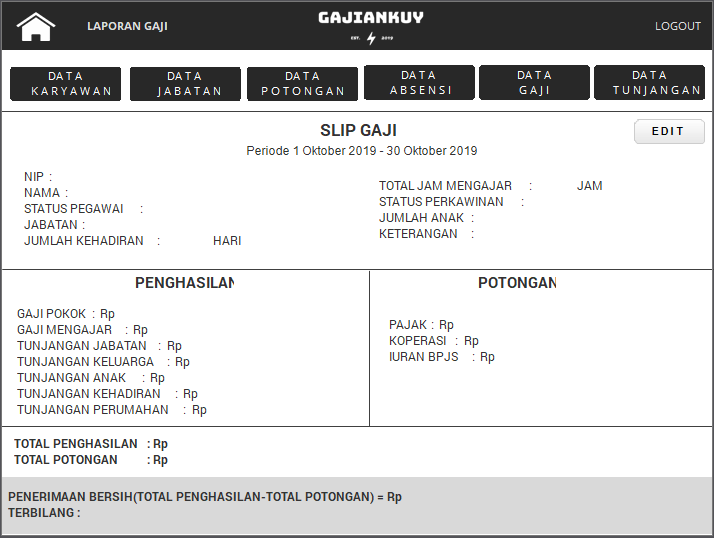 LAPORAN GAJI
GAJIANKUY
EST. 2019
LOGOUT
DATA KARYAWAN
DATA JABATAN
DATA POTONGAN
DATA ABSENSI
DATA GAJI
DATA TUNJANGAN
SLIP GAJI
EDIT
Periode 1 Oktober 2019 - 30 Oktober 2019
NIP :
NAMA :
STATUS PEGAWAI :
JABATAN :
JUMLAH KEHADIRAN : HARI
TOTAL JAM MENGAJAR : JAM
STATUS PERKAWINAN :
JUMLAH ANAK :
KETERANGAN :
PENGHASILAN
GAJI POKOK : Rp
GAJI MENGAJAR : Rp
TUNJANGAN JABATAN : Rp
TUNJANGAN KELUARGA : Rp
TUNJANGAN ANAK : Rp
TUNJANGAN KEHADIRAN : Rp
TUNJANGAN PERUMAHAN : Rp
POTONGAN
PAJAK : Rp
KOPERASI : Rp
IURAN BPJS : Rp
TOTAL PENGHASILAN : Rp
TOTAL POTONGAN : Rp
PENERIMAAN BERSIH(TOTAL PENGHASILAN-TOTAL POTONGAN) = Rp
TERBILANG :